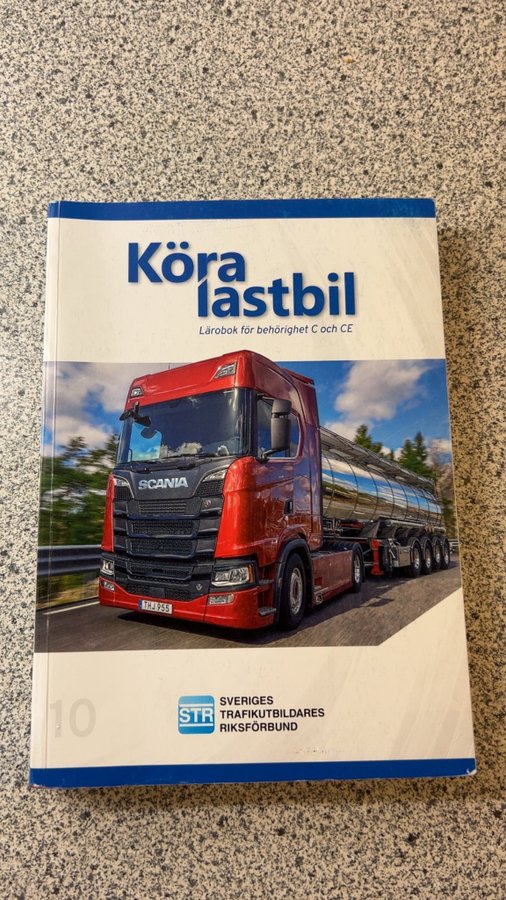 Köra
lastbil
Lärobok för behörighet C och CE
SCANIA
THJ 955
10
STR
SVERIGES
TRAFIKUTBILDARES
RIKSFÖRBUND